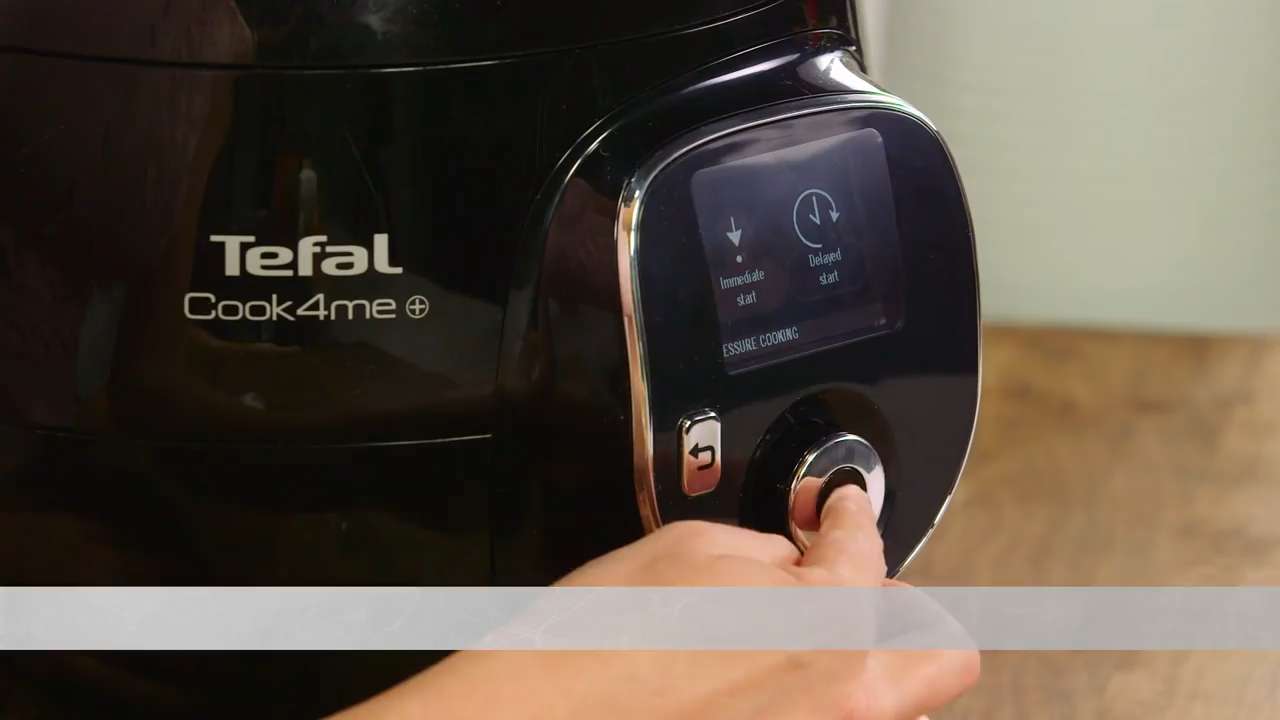 Tefal
Cook4me
Immediate
start
Delayed
start
ESSURE COOKING